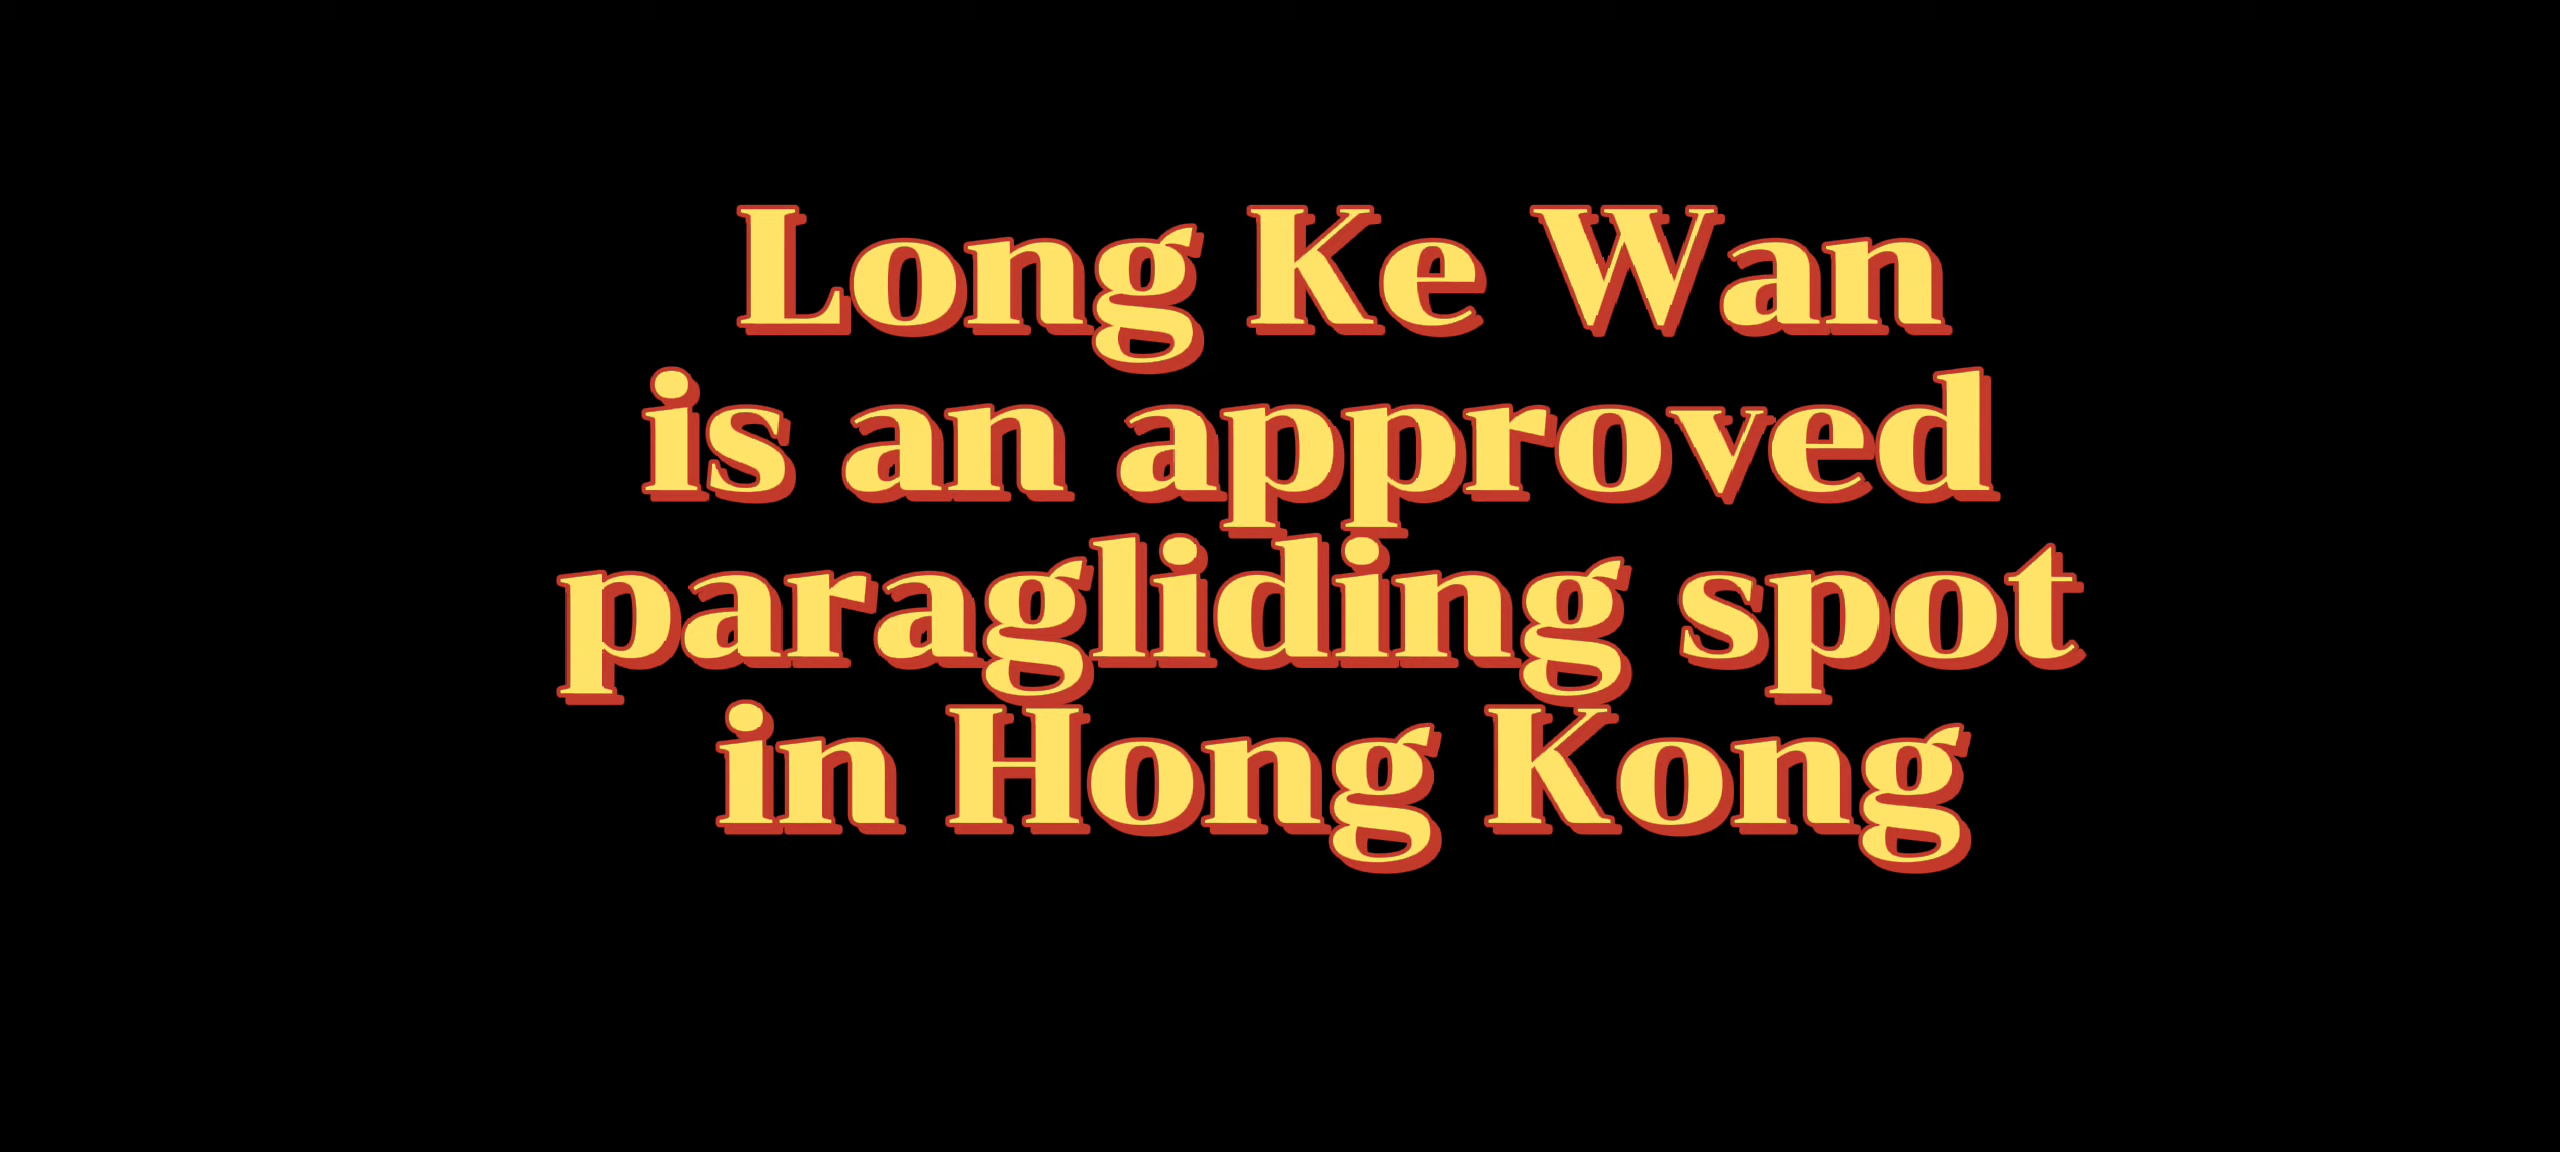 Long Ke Wan
is an approved
paragliding spot
in Hong Kong